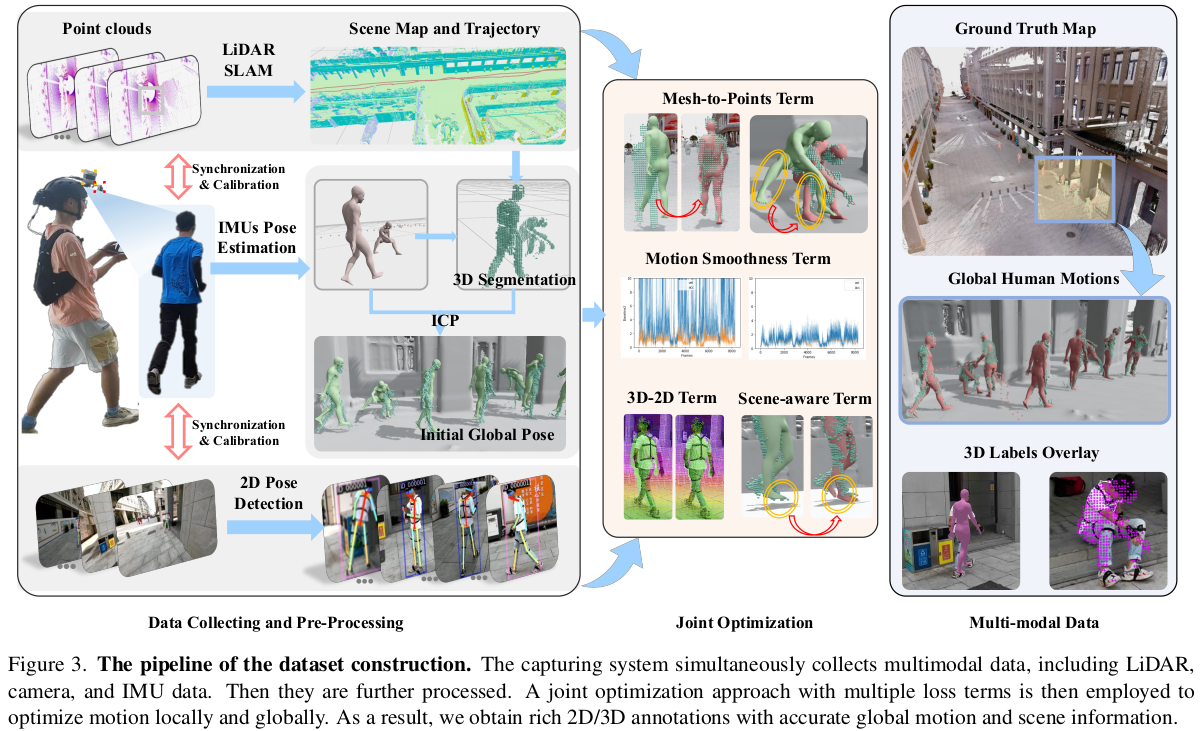 Point clouds
LiDAR
SLAM
Scene Map and Trajectory
Synchronization
& Calibration
IMUs Pose
Estimation
3D Segmentation
ICP
Initial Global Pose
Synchronization
& Calibration
2D Pose
Detection
Data Collecting and Pre-Processing
Mesh-to-Points Term
Motion Smoothness Term
3D-2D Term
Scene-aware Term
Joint Optimization
Ground Truth Map
Global Human Motions
3D Labels Overlay
Multi-modal Data
Figure 3. The pipeline of the dataset construction. The capturing system simultaneously collects multimodal data, including LiDAR,
camera, and IMU data. Then they are further processed. A joint optimization approach with multiple loss terms is then employed to
optimize motion locally and globally. As a result, we obtain rich 2D/3D annotations with accurate global motion and scene information.